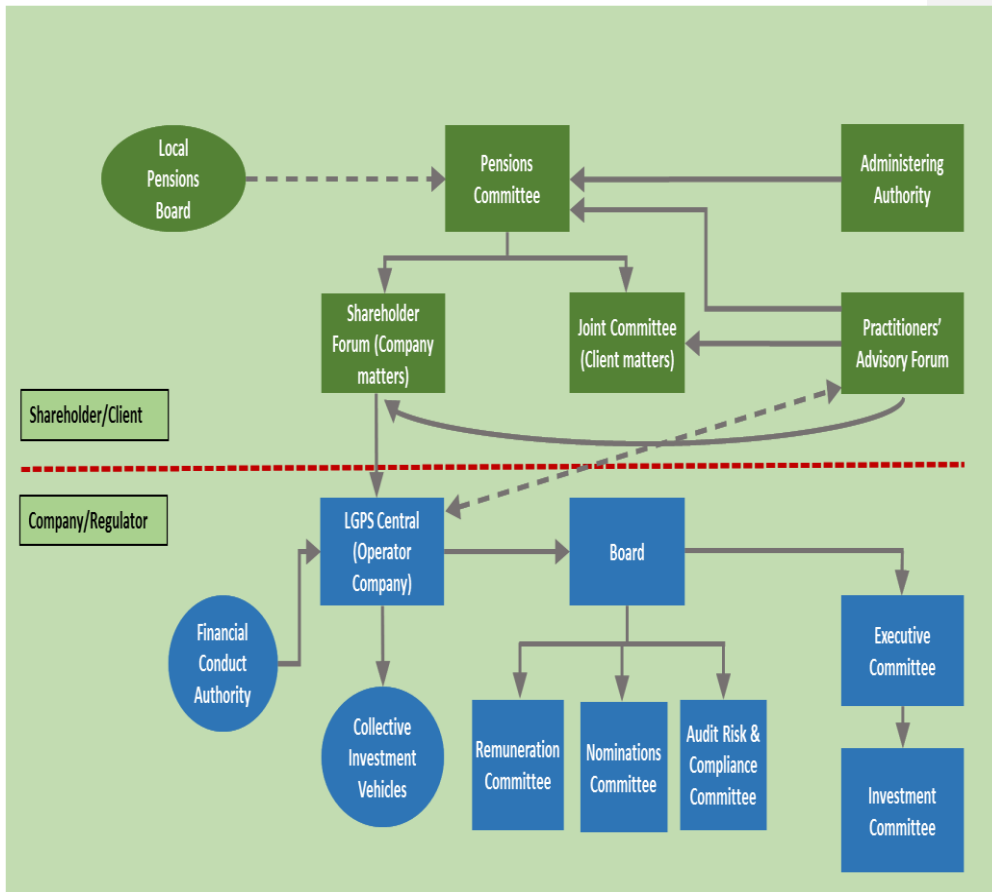 Local
Pensions
Board
Pensions
Committee
Administering
Authority
Shareholder
Forum (Company
matters)
Joint Committee
(Client matters)
Practitioners'
Advisory Forum
Shareholder/Client
Company/Regulator
LGPS Central
(Operator
Company)
Board
Financial
Conduct
Authority
Executive
Committee
Collective
Investment
Vehicles
Remuneration
Committee
Nominations
Committee
Audit Risk &
Compliance
Committee
Investment
Committee